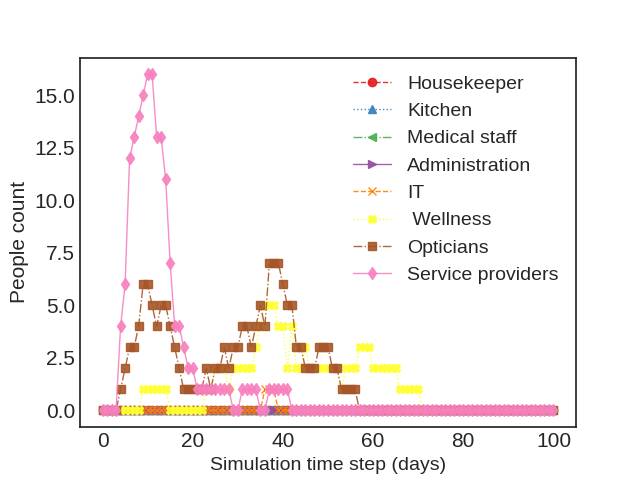 15.0
12.5
10.0
7.5
5.0
2.5
0.0
People count
Housekeeper
Kitchen
Medical staff
Administration
IT
Wellness
Opticians
Service providers
0 20 40 60 80 100
Simulation time step (days)